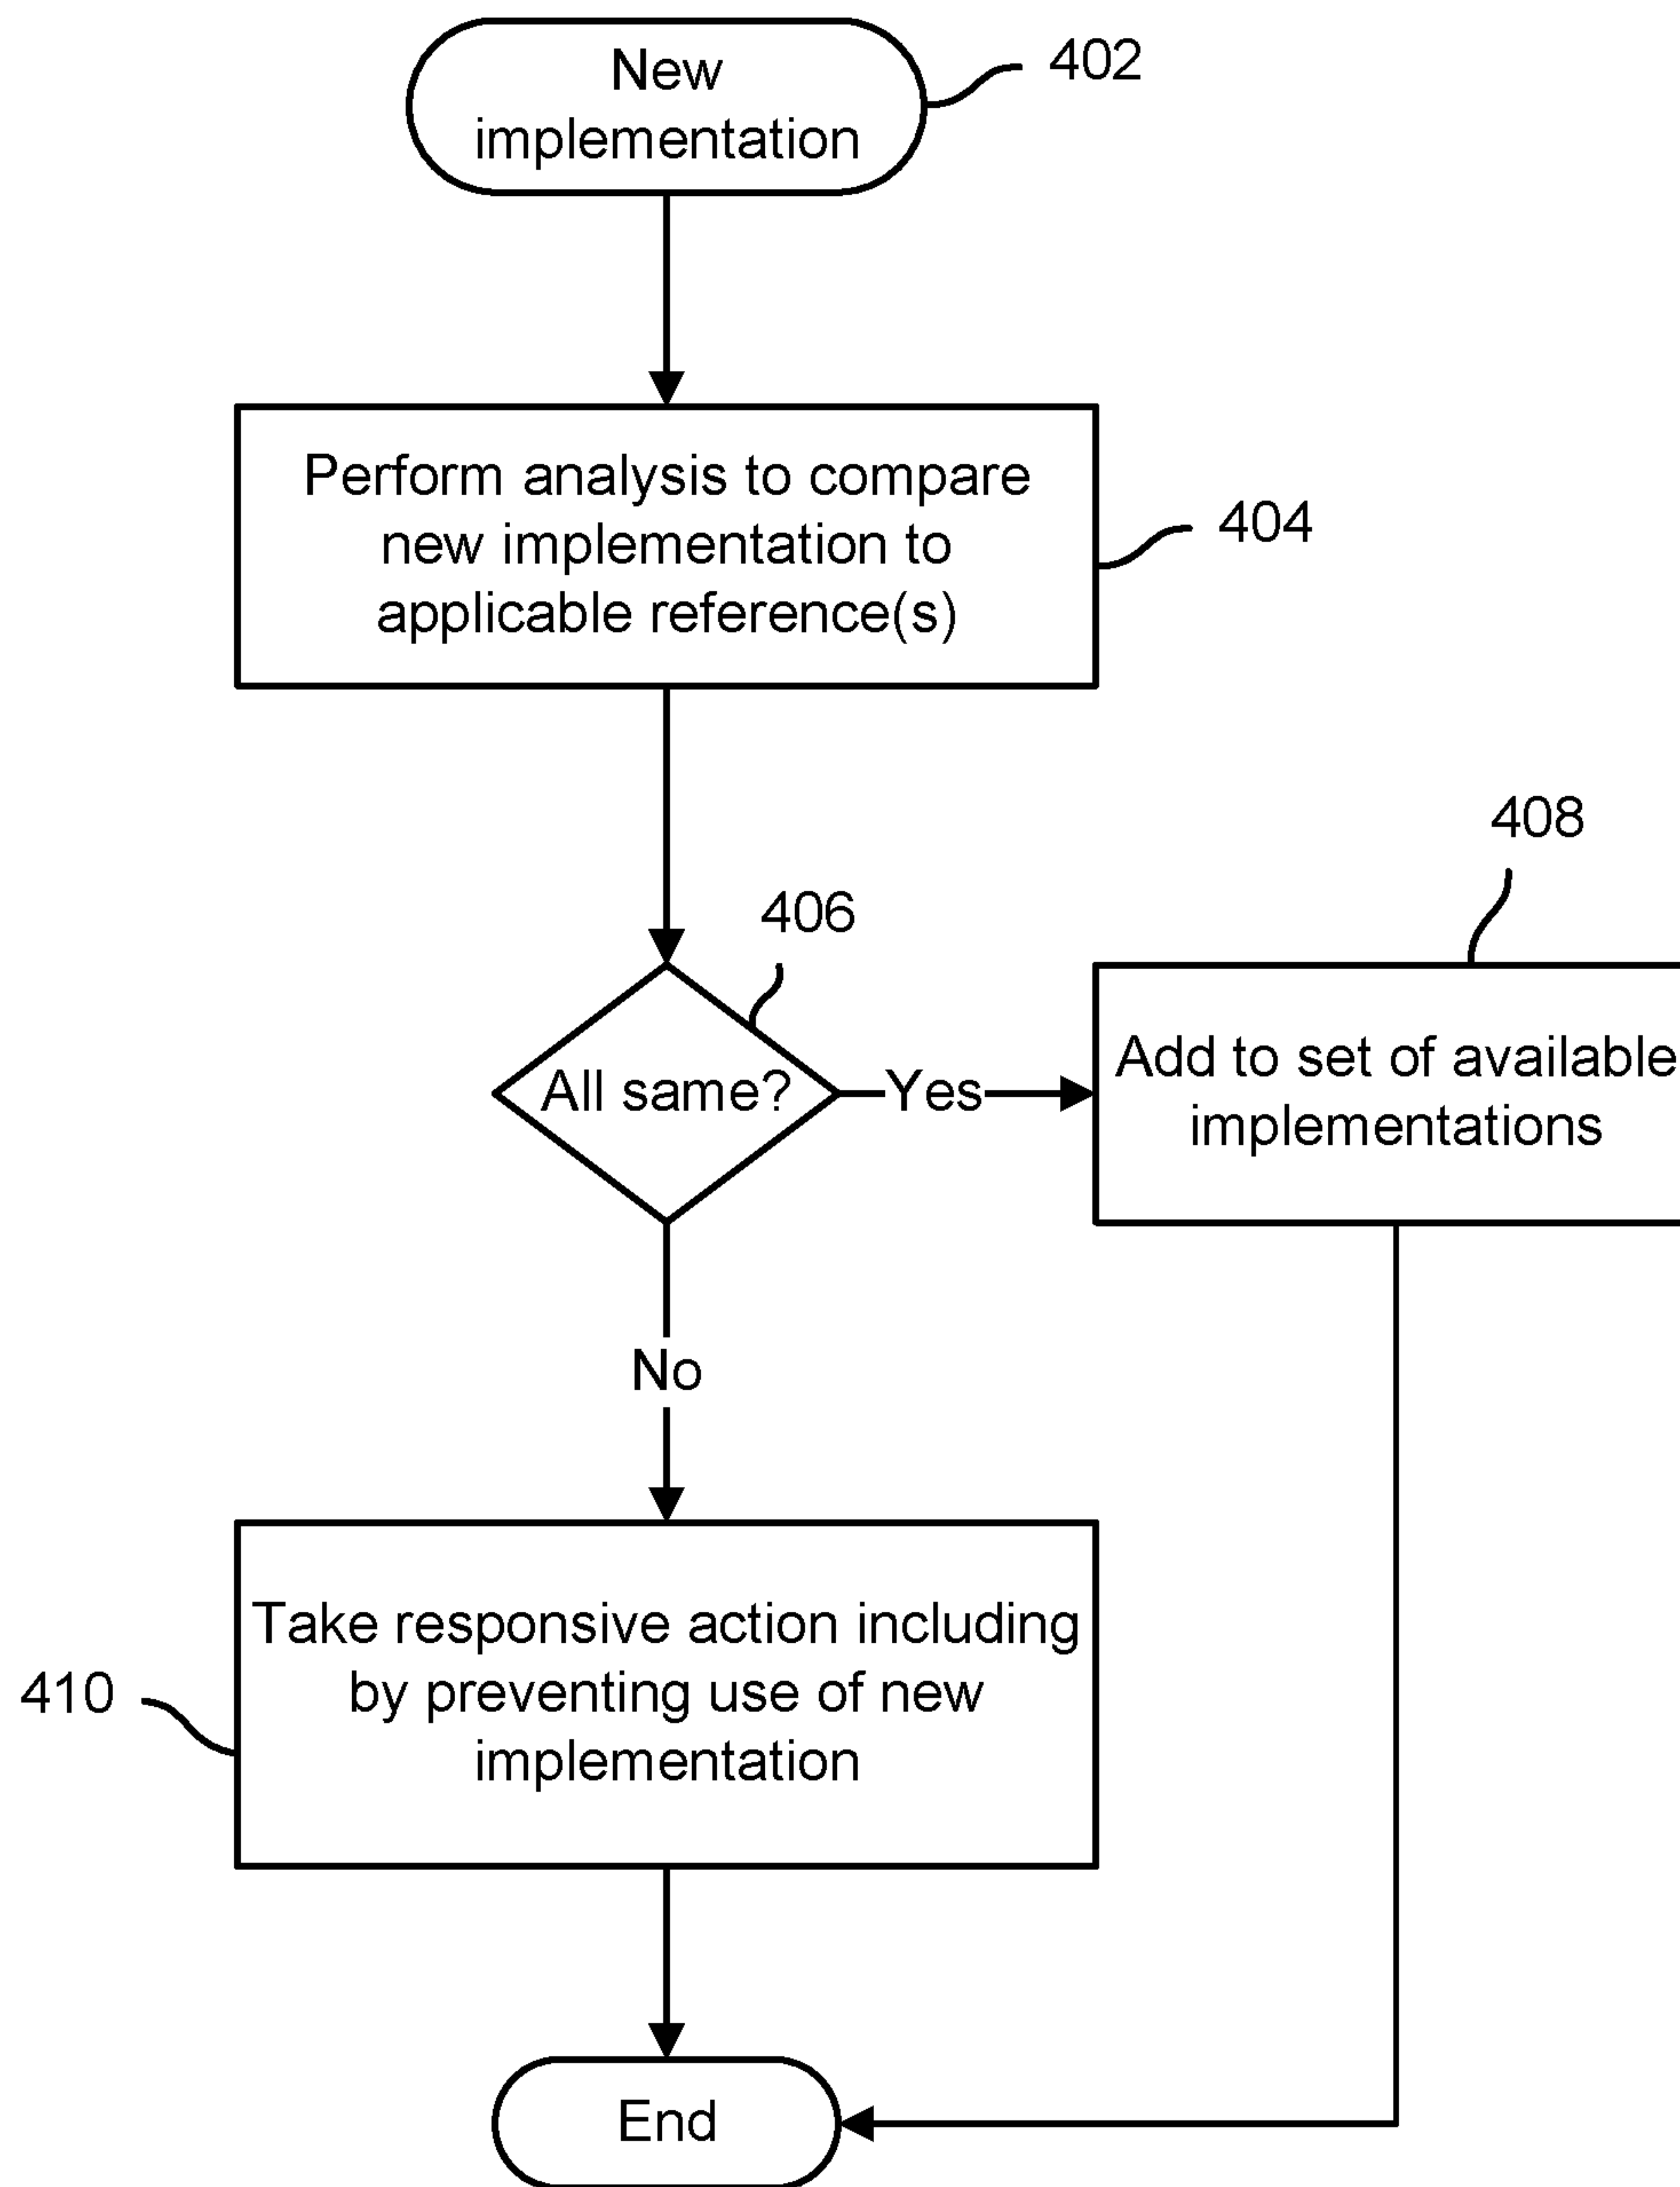 New
implementation
402
Perform analysis to compare
new implementation to
applicable reference(s)
404
408
406
All same?
Yes
Add to set of available
implementations
No
Take responsive action including
by preventing use of new
implementation
410
End